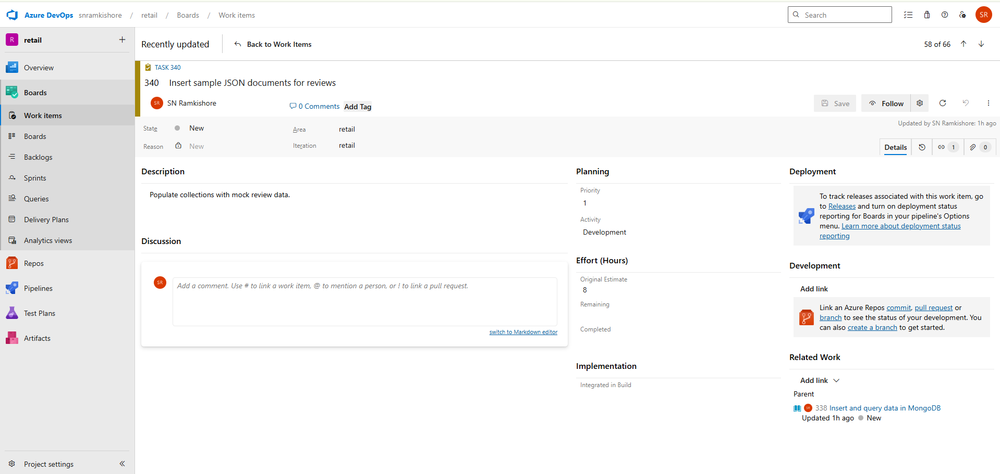 Azure DevOps snramkishore / retail / Boards / Work items
Search
SR
R retail
Overview
Boards
Work items
Boards
Backlogs
Sprints
Queries
Delivery Plans
Analytics views
Repos
Pipelines
Test Plans
Artifacts
Project settings
Recently updated Back to Work Items
58 of 66
TASK 340
340 Insert sample JSON documents for reviews
SR SN Ramkishore
0 Comments Add Tag
Save
Follow
State New
Area retail
Updated by SN Ramkishore: 1h ago
Reason New
Iteration retail
Details
1
0
Description
Populate collections with mock review data.
Discussion
SR
Add a comment. Use # to link a work item, @ to mention a person, or ! to link a pull request.
switch to Markdown editor
Planning
Priority
1
Activity
Development
Effort (Hours)
Original Estimate
8
Remaining
Completed
Implementation
Integrated in Build
Deployment
To track releases associated with this work item, go
to Releases and turn on deployment status
reporting for Boards in your pipeline's Options
menu. Learn more about deployment status
reporting
Development
Add link
Link an Azure Repos commit, pull request or
branch to see the status of your development. You
can also create a branch to get started.
Related Work
Add link
Parent
SR 338 Insert and query data in MongoDB
Updated 1h ago New